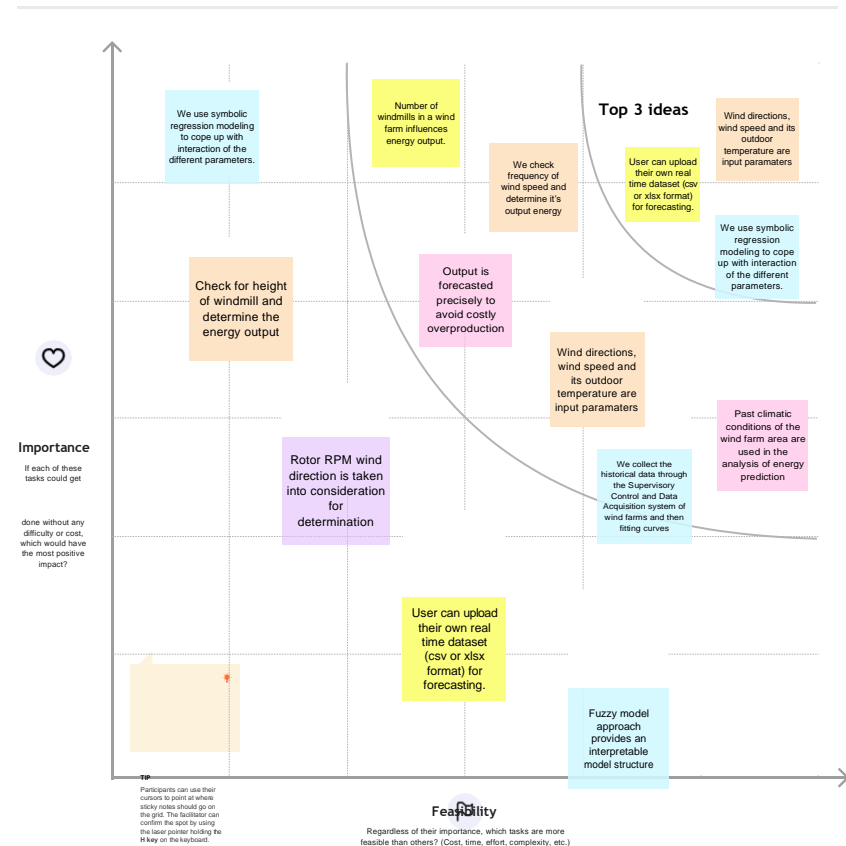 We use symbolic
regression modeling
to cope up with
interaction of the
different parameters.
Number of
windmills in a wind
farm influences
energy output.
We check
frequency of
wind speed and
determine it's
output energy
Top 3 ideas
User can upload
their own real
time dataset (csv
or xlsx format)
for forecasting.
Wind directions,
wind speed and its
outdoor
temperature are
input paramaters
We use symbolic
regression
modeling to cope
up with interaction
of the different
parameters.
Check for height
of windmill and
determine the
energy output
Output is
forecasted
precisely to
avoid costly
overproduction
Wind directions,
wind speed and
its outdoor
temperature are
input paramaters
Past climatic
conditions of the
wind farm area are
used in the
analysis of energy
prediction
Importance
If each of these
tasks could get
done without any
difficulty or cost,
which would have
the most positive
impact?
Rotor RPM wind
direction is taken
into consideration
for
determination
We collect the
historical data through
the Supervisory
Control and Data
Acquisition system of
wind farms and then
fitting curves
User can upload
their own real
time dataset
(csv or xlsx
format) for
forecasting.
Fuzzy model
approach
provides an
interpretable
model structure
TIP
Participants can use their
cursors to point at where
sticky notes should go on
the grid. The facilitator can
confirm the spot by using
the laser pointer holding the
H key on the keyboard.
Feasibility
Regardless of their importance, which tasks are more
feasible than others? (Cost, time, effort, complexity, etc.)